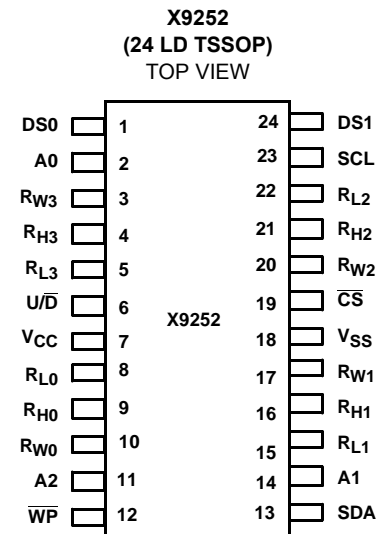 X9252
(24 LD TSSOP)
TOP VIEW
DS0 1 24 DS1
A0 2 23 SCL
RW3 3 22 RL2
RH3 4 21 RH2
RL3 5 20 RW2
U/D̅ 6 19 C̅S̅
X9252
VCC 7 18 VSS
RL0 8 17 RW1
RH0 9 16 RH1
RW0 10 15 RL1
A2 11 14 A1
W̅P̅ 12 13 SDA